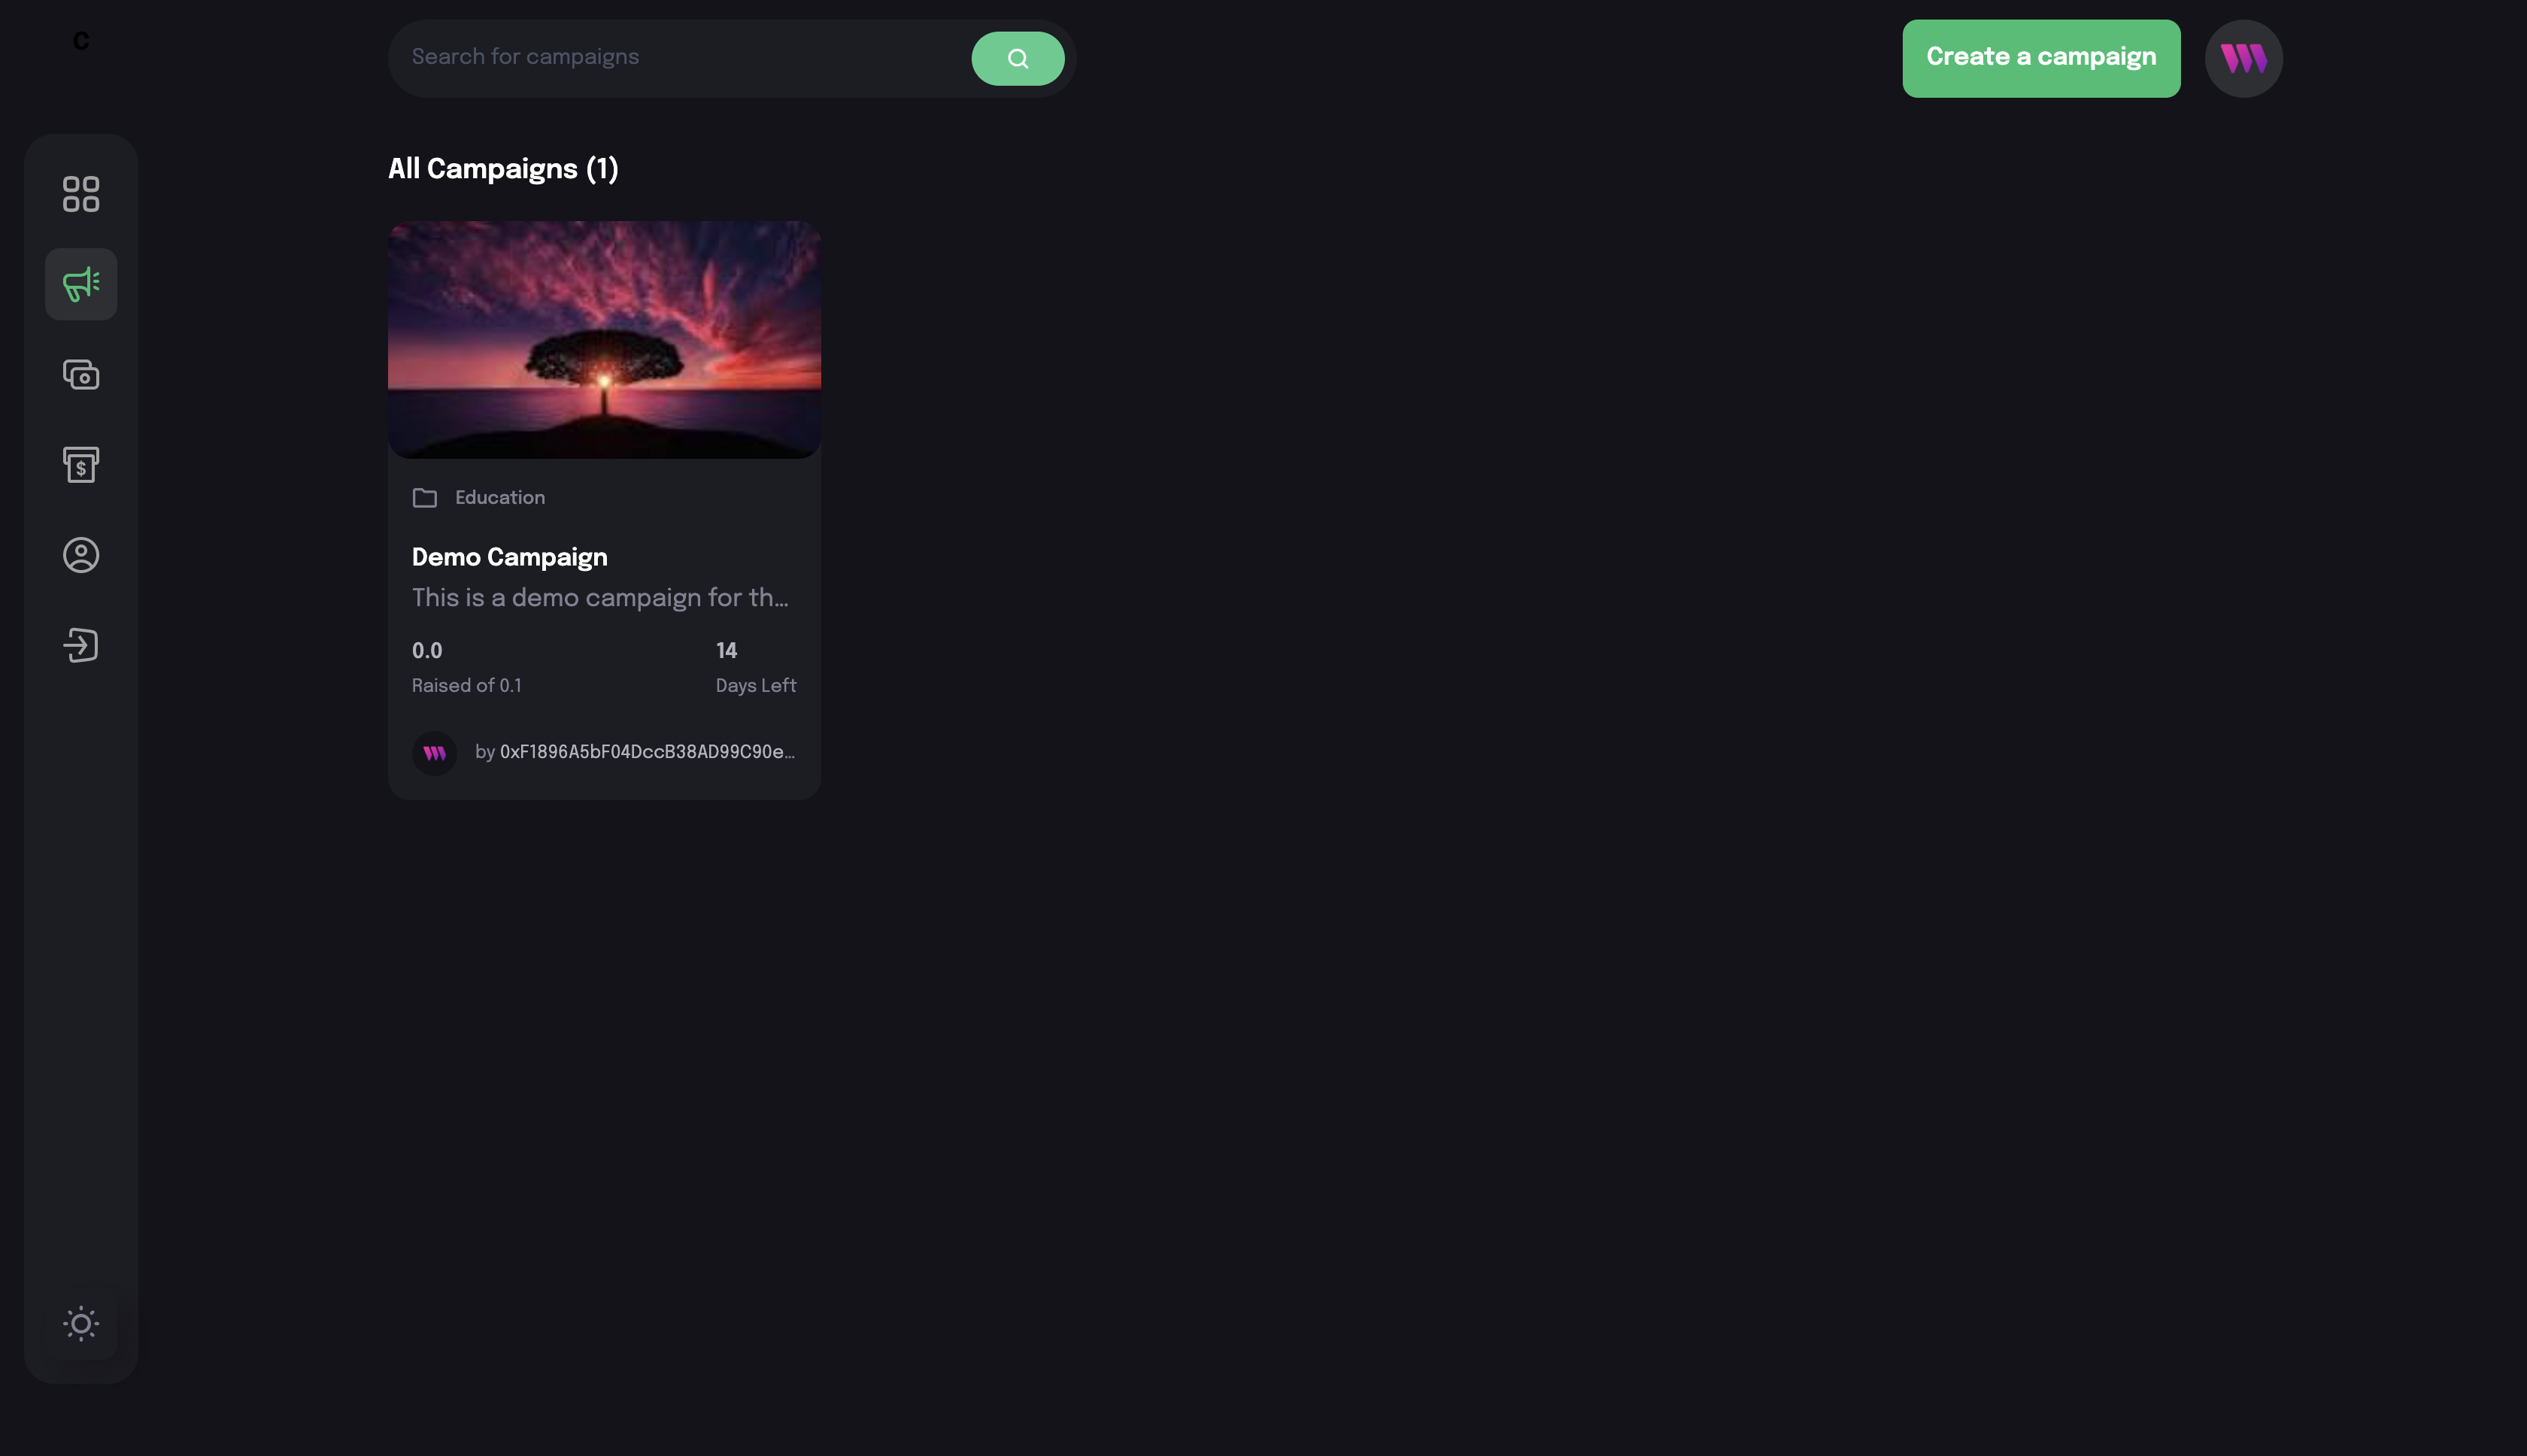 C
Search for campaigns
Create a campaign
All Campaigns (1)
Education
Demo Campaign
This is a demo campaign for th...
0.0
14
Raised of 0.1
Days Left
by 0xF1896A5bF04DccB38AD99C90e...